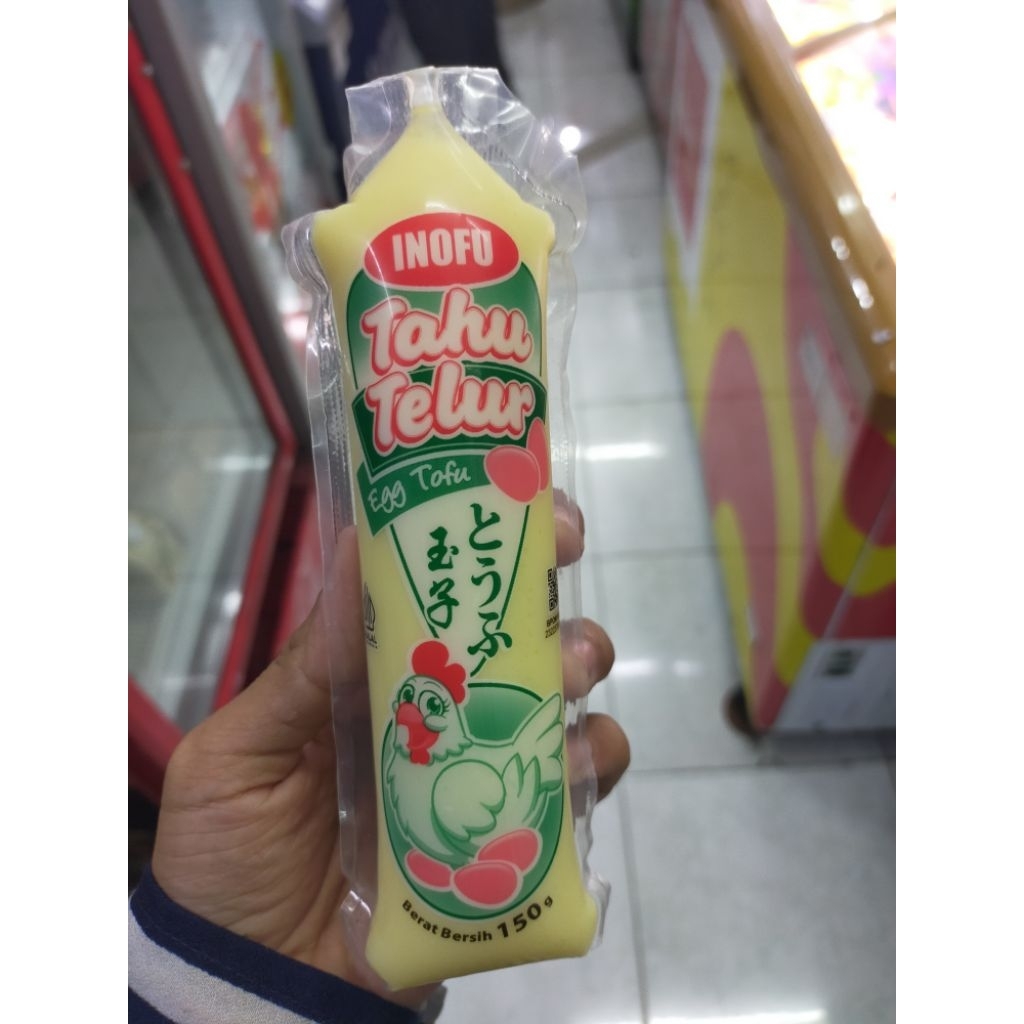 INOFU
Tahu
Telur
Egg Tofu
とうふ
玉子
Berat Bersih 150g